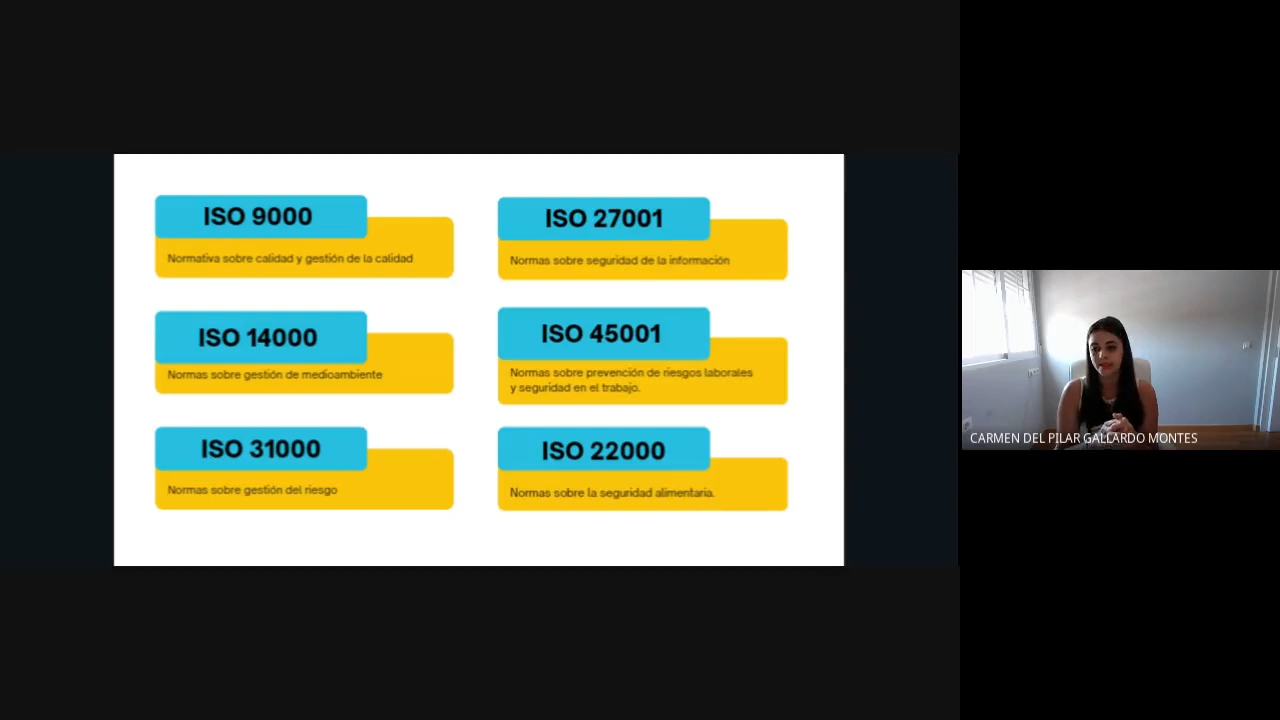 ISO 9000
Normativa sobre calidad y gestión de la calidad
ISO 14000
Normas sobre gestión de medioambiente
ISO 31000
Normas sobre gestión del riesgo
ISO 27001
Normas sobre seguridad de la información
ISO 45001
Normas sobre prevención de riesgos laborales
y seguridad en el trabajo.
ISO 22000
Normas sobre la seguridad alimentaria.
CARMEN DEL PILAR GALLARDO MONTES